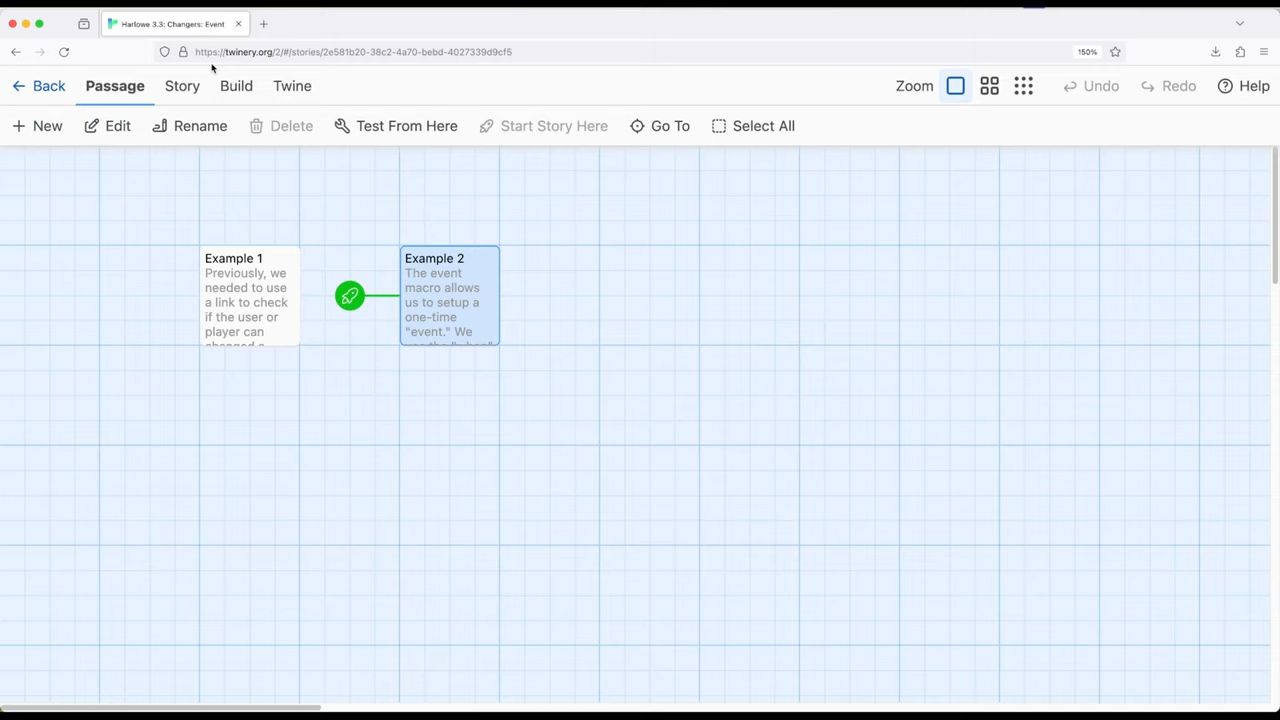 Harlowe 3.3: Changers: Event
https://twinery.org/2/#/stories/2e581b20-38c2-4a70-bebd-4027339d9cf5
150%
Back
Passage
Story
Build
Twine
Zoom
Undo
Redo
Help
New
Edit
Rename
Delete
Test From Here
Start Story Here
Go To
Select All
Example 1
Previously, we
needed to use
a link to check
if the user or
player can
changed a
Example 2
The event
macro allows
us to setup a
one-time
"event." We